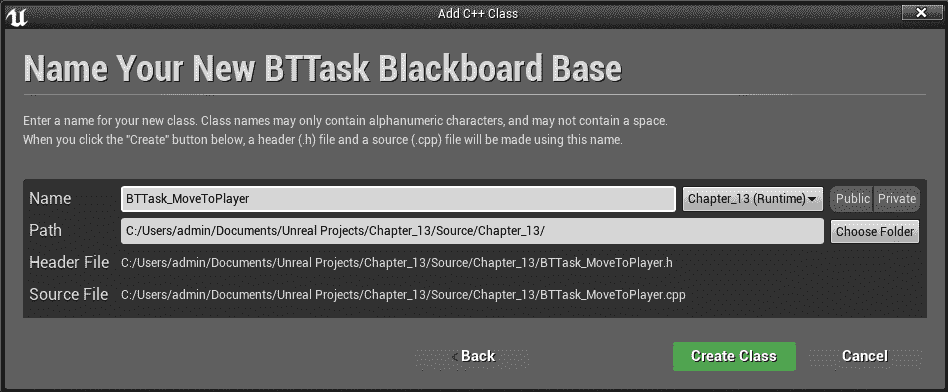 Add C++ Class
Name Your New BTTask Blackboard Base
Enter a name for your new class. Class names may only contain alphanumeric characters, and may not contain a space.
When you click the "Create" button below, a header (.h) file and a source (.cpp) file will be made using this name.
Name BTTask_MoveToPlayer Chapter_13 (Runtime) Public Private
Path C:/Users/admin/Documents/Unreal Projects/Chapter_13/Source/Chapter_13/ Choose Folder
Header File C:/Users/admin/Documents/Unreal Projects/Chapter_13/Source/Chapter_13/BTTask_MoveToPlayer.h
Source File C:/Users/admin/Documents/Unreal Projects/Chapter_13/Source/Chapter_13/BTTask_MoveToPlayer.cpp
Back Create Class Cancel